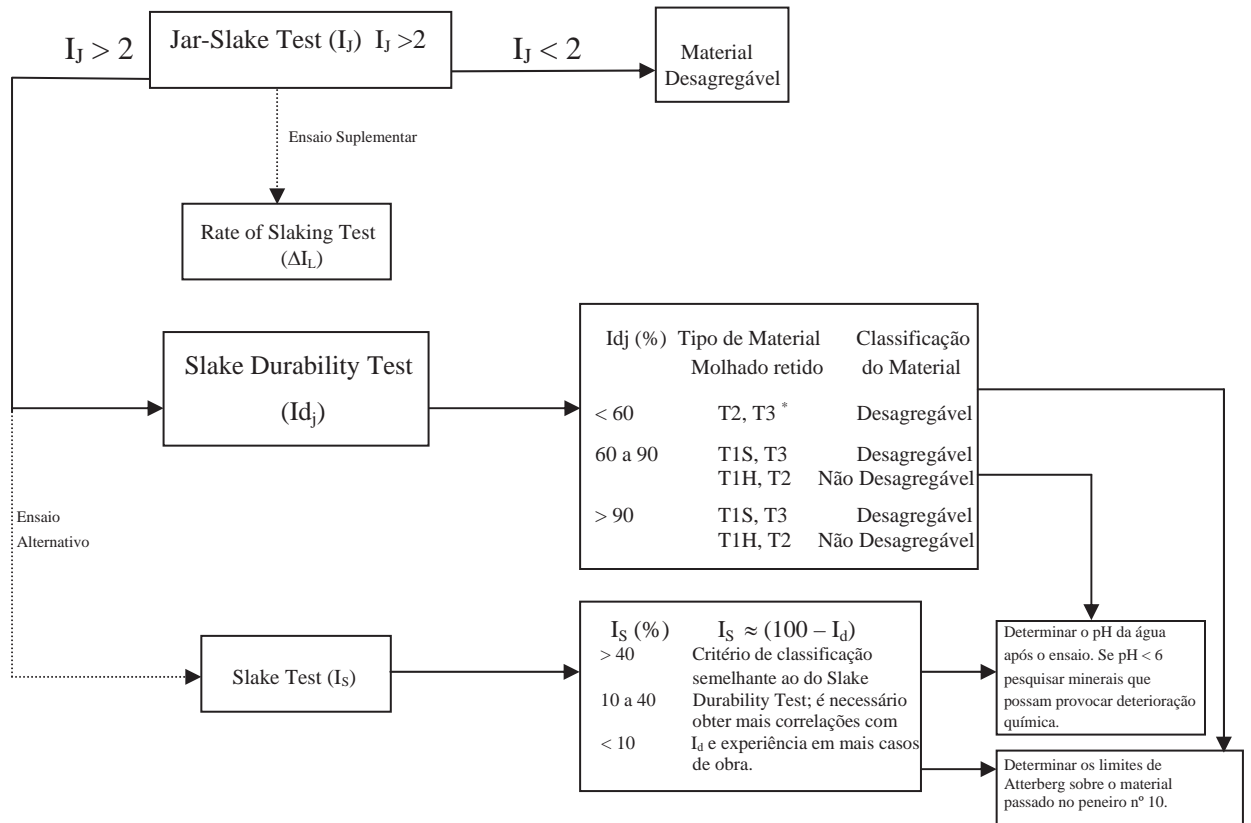 I_J > 2
Jar-Slake Test (I_J) I_J >2
I_J < 2
Material
Desagregável
Ensaio Suplementar
Rate of Slaking Test
(ΔI_L)
Slake Durability Test
(Id_j)
Idj (%) Tipo de Material Classificação
Molhado retido do Material
< 60 T2, T3 * Desagregável
60 a 90 T1S, T3 Desagregável
T1H, T2 Não Desagregável
> 90 T1S, T3 Desagregável
T1H, T2 Não Desagregável
Ensaio
Alternativo
Slake Test (I_S)
I_S (%) I_S ≈ (100 – I_d)
> 40 Critério de classificação
semelhante ao do Slake
10 a 40 Durability Test; é necessário
obter mais correlações com
< 10 I_d e experiência em mais casos
de obra.
Determinar o pH da água
após o ensaio. Se pH < 6
pesquisar minerais que
possam provocar deterioração
química.
Determinar os limites de
Atterberg sobre o material
passado no peneiro nº 10.